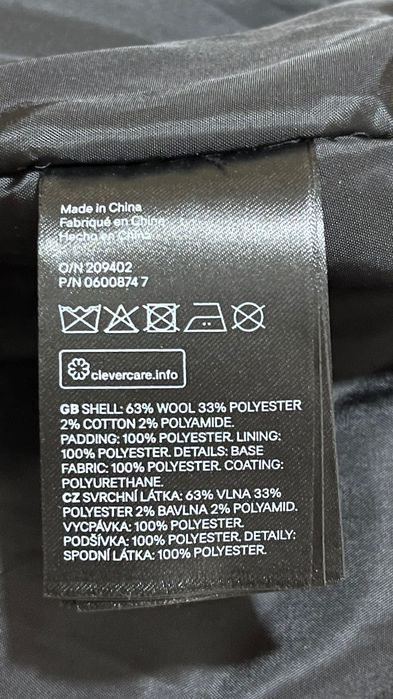 Made in China
Fabriqué en Chine
Hecho en China
O/N 209402
P/N 0600874 7
clevercare.info
GB SHELL: 63% WOOL 33% POLYESTER
2% COTTON 2% POLYAMIDE.
PADDING: 100% POLYESTER. LINING:
100% POLYESTER. DETAILS: BASE
FABRIC: 100% POLYESTER. COATING:
POLYURETHANE.
CZ SVRCHNÍ LÁTKA: 63% VLNA 33%
POLYESTER 2% BAVLNA 2% POLYAMID.
VYCPÁVKA: 100% POLYESTER.
PODŠÍVKA: 100% POLYESTER. DETAILY:
SPODNÍ LÁTKA: 100% POLYESTER.